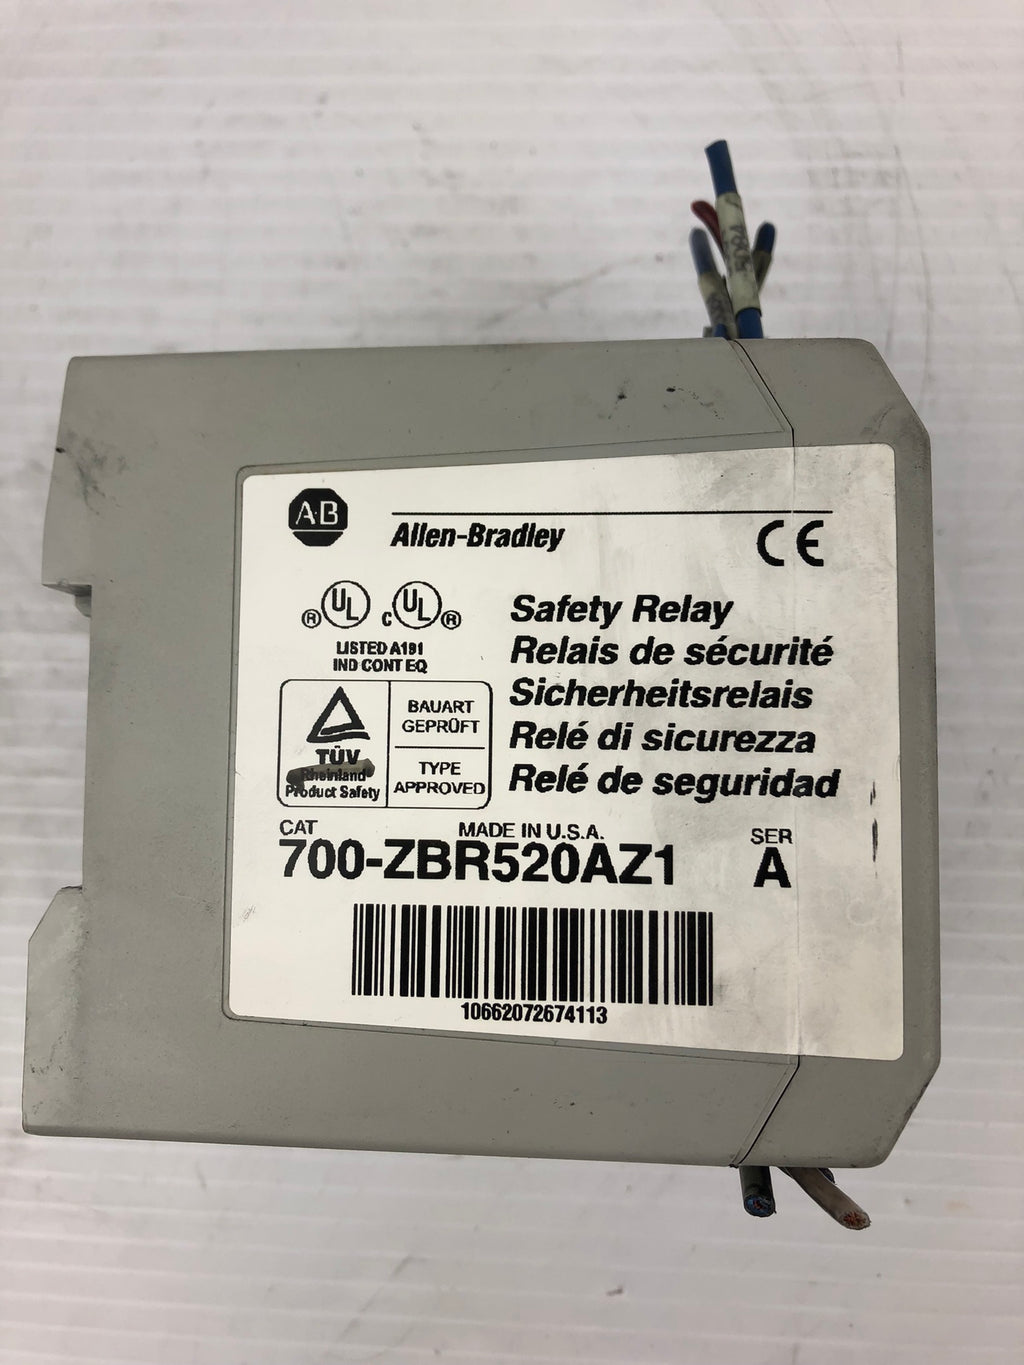 A-B
Allen-Bradley
CE
® UL c UL ®
LISTED A191
IND CONT EQ
Safety Relay
Relais de sécurité
Sicherheitsrelais
Relé di sicurezza
Relé de seguridad
TÜV
Rheinland®
Product Safety
BAUART
GEPRÜFT
TYPE
APPROVED
CAT
MADE IN U.S.A.
SER
700-ZBR520AZ1
A
10662072674113